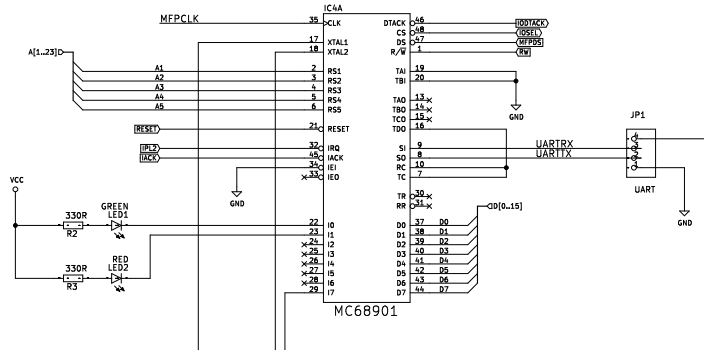 IC4A
MFPCLK 35 CLK DTACK 46 IODTACK
CS 48 IOSEL
17 XTAL1 DS 47 MFPDS
18 XTAL2 R/W 1 RW
A[1..23]
A1 2 RS1 TAI 19
A2 3 RS2 TBI 20
A3 4 RS3
A4 5 RS4 TAO 13
A5 6 RS5 TBO 14
TCO 15
GND
RESET 21 RESET TDO 16
JP1
4
IPL2 32 IRQ SI 9 UARTRX 3
IACK 45 IACK SO 8 UARTTX 2
34 IEI RC 10 1
33 IEO TC 7
UART
VCC
GND
TR 30
RR 31
ID[0..15]
GND
GREEN
330R LED1
R2
22 I0 D0 37 D0
23 I1 D1 38 D1
24 I2 D2 39 D2
25 I3 D3 40 D3
RED
330R LED2
R3
26 I4 D4 41 D4
27 I5 D5 42 D5
28 I6 D6 43 D6
29 I7 D7 44 D7
MC68901